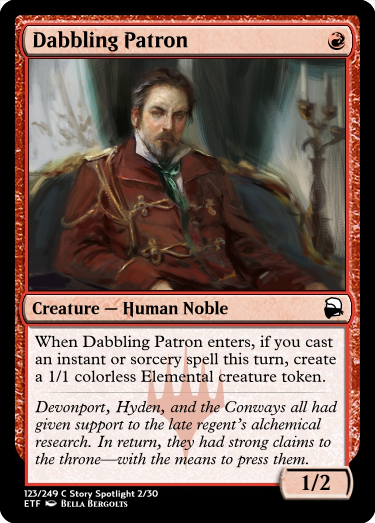 Dabbling Patron
Creature — Human Noble
When Dabbling Patron enters, if you cast
an instant or sorcery spell this turn, create
a 1/1 colorless Elemental creature token.
Devonport, Hyden, and the Conways all had
given support to the late regent's alchemical
research. In return, they had strong claims to
the throne—with the means to press them.
1/2
123/249 C Story Spotlight 2/30
ETF Bella Bergolts